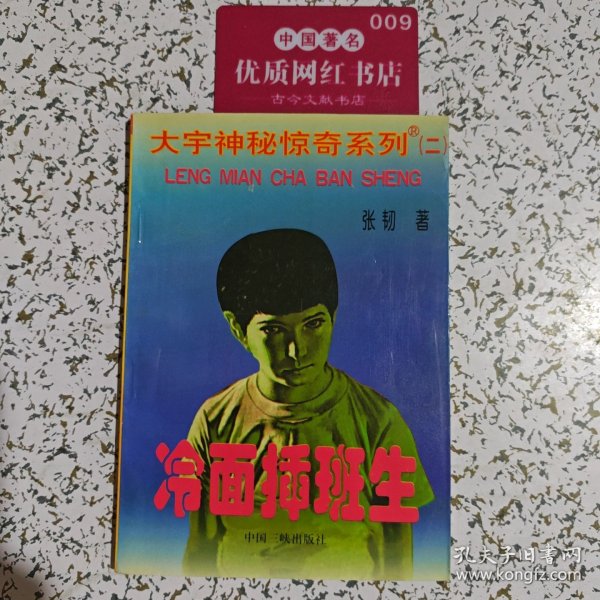 009
中国著名
优质网红书店
古今文献书店
大宇神秘惊奇系列®(二)
LENG MIAN CHA BAN SHENG
张韧 著
冷面插班生
中国三峡出版社
孔夫子旧书网
www.kongfz.com